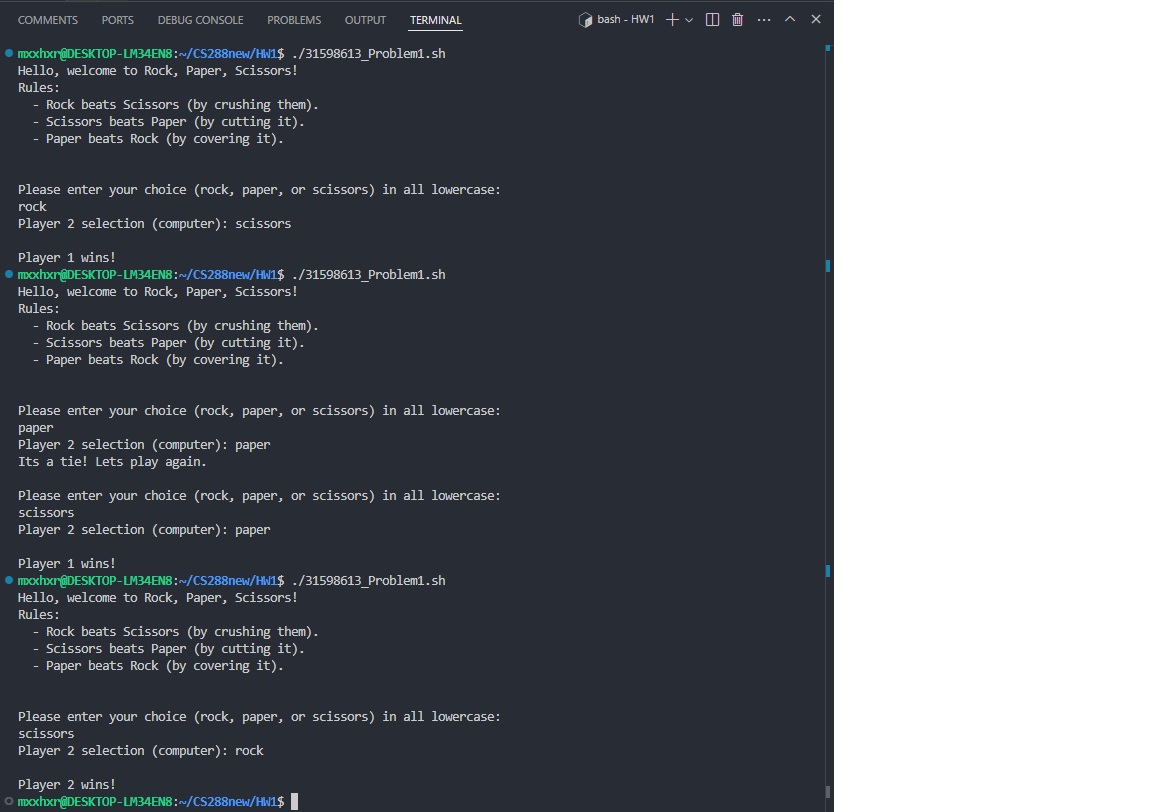 COMMENTS PORTS DEBUG CONSOLE PROBLEMS OUTPUT TERMINAL bash - HW1
mxxhxr@DESKTOP-LM34EN8:~/CS288new/HW1$ ./31598613_Problem1.sh
Hello, welcome to Rock, Paper, Scissors!
Rules:
- Rock beats Scissors (by crushing them).
- Scissors beats Paper (by cutting it).
- Paper beats Rock (by covering it).
Please enter your choice (rock, paper, or scissors) in all lowercase:
rock
Player 2 selection (computer): scissors
Player 1 wins!
mxxhxr@DESKTOP-LM34EN8:~/CS288new/HW1$ ./31598613_Problem1.sh
Hello, welcome to Rock, Paper, Scissors!
Rules:
- Rock beats Scissors (by crushing them).
- Scissors beats Paper (by cutting it).
- Paper beats Rock (by covering it).
Please enter your choice (rock, paper, or scissors) in all lowercase:
paper
Player 2 selection (computer): paper
Its a tie! Lets play again.
Please enter your choice (rock, paper, or scissors) in all lowercase:
scissors
Player 2 selection (computer): paper
Player 1 wins!
mxxhxr@DESKTOP-LM34EN8:~/CS288new/HW1$ ./31598613_Problem1.sh
Hello, welcome to Rock, Paper, Scissors!
Rules:
- Rock beats Scissors (by crushing them).
- Scissors beats Paper (by cutting it).
- Paper beats Rock (by covering it).
Please enter your choice (rock, paper, or scissors) in all lowercase:
scissors
Player 2 selection (computer): rock
Player 2 wins!
mxxhxr@DESKTOP-LM34EN8:~/CS288new/HW1$